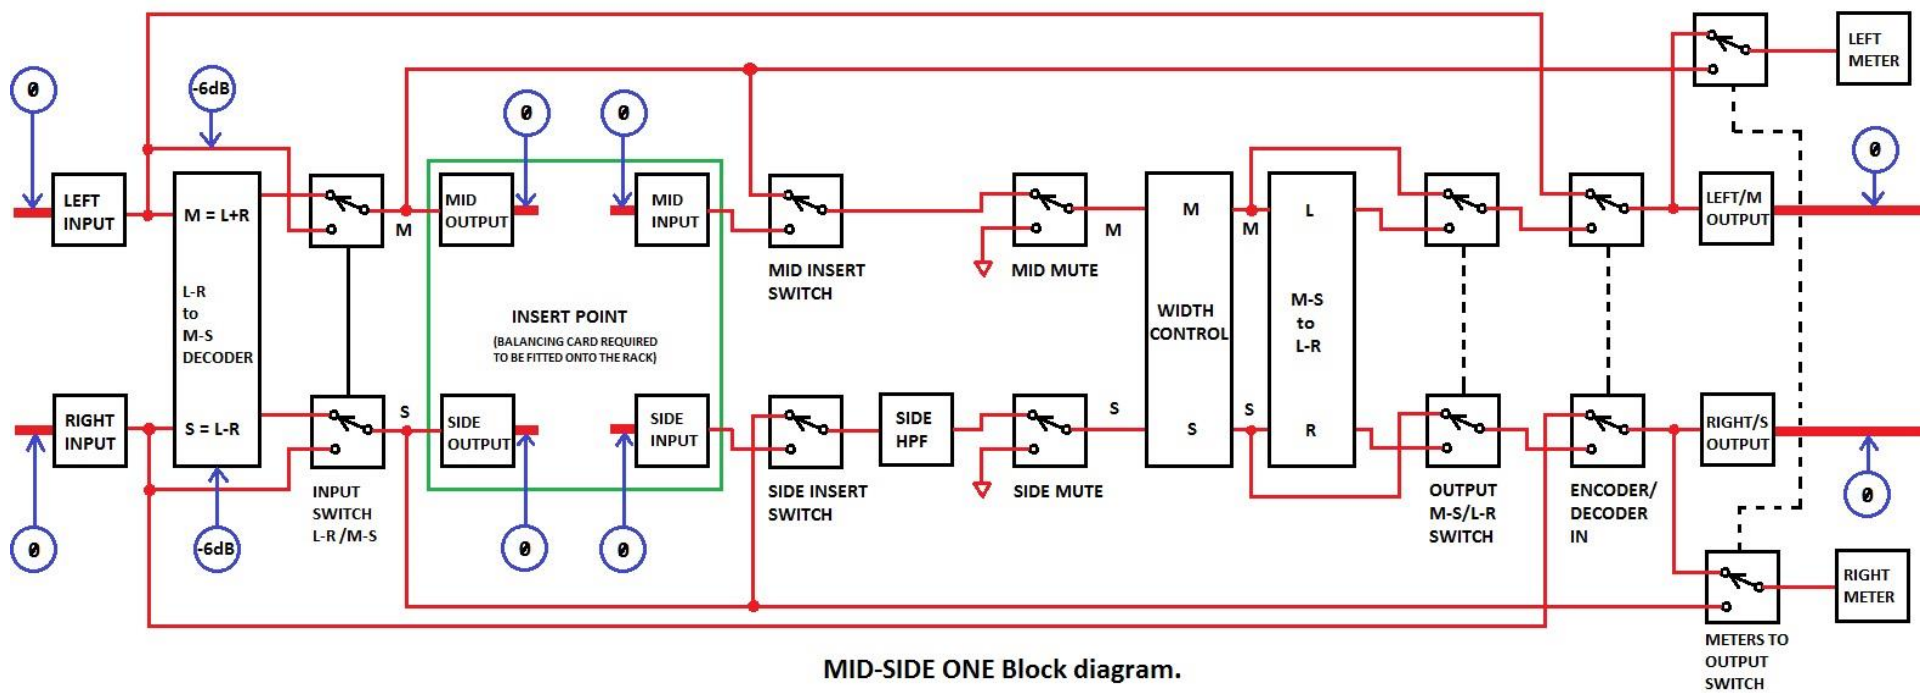 0
-6dB
0
0
LEFT
METER
0
LEFT
INPUT
M = L+R
MID
OUTPUT
MID
INPUT
M
L
LEFT/M
OUTPUT
M
M
M
MID INSERT
SWITCH
MID MUTE
L-R
to
M-S
DECODER
INSERT POINT
(BALANCING CARD REQUIRED
TO BE FITTED ONTO THE RACK)
WIDTH
CONTROL
M-S
to
L-R
RIGHT
INPUT
S = L-R
S
SIDE
OUTPUT
SIDE
INPUT
SIDE
HPF
S
S
S
R
RIGHT/S
OUTPUT
INPUT
SWITCH
L-R /M-S
SIDE INSERT
SWITCH
SIDE MUTE
OUTPUT
M-S/L-R
SWITCH
ENCODER/
DECODER
IN
0
0
-6dB
0
0
RIGHT
METER
METERS TO
OUTPUT
SWITCH
MID-SIDE ONE Block diagram.